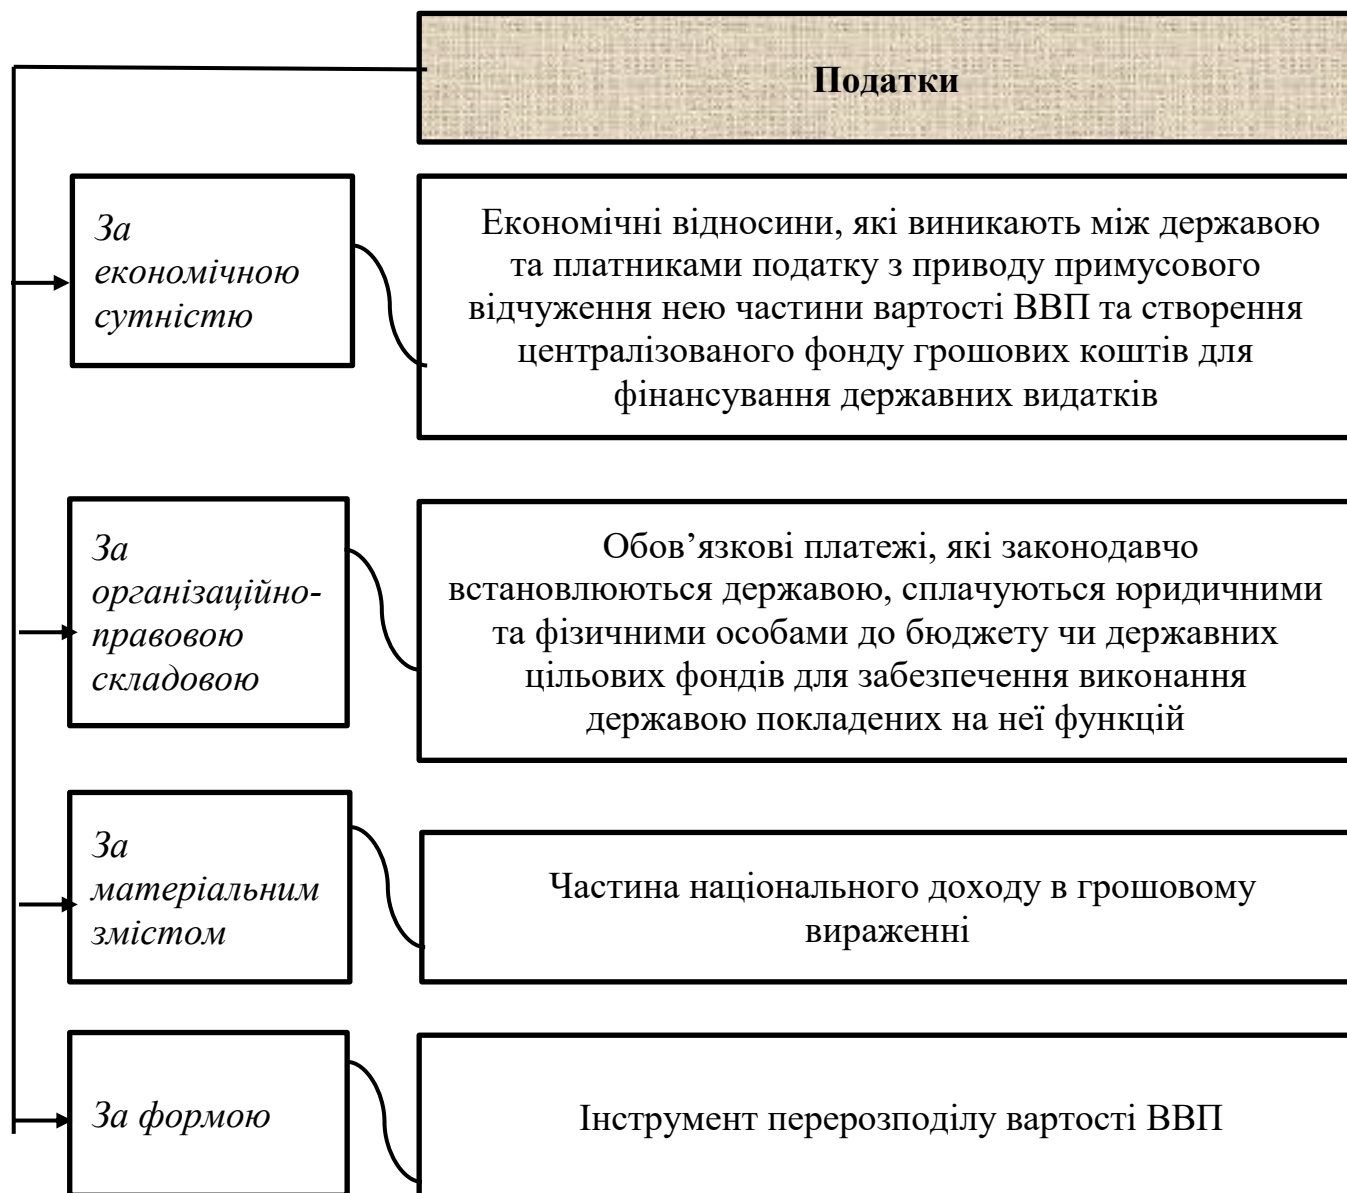 Податки
За
економічною
сутністю
Економічні відносини, які виникають між державою
та платниками податку з приводу примусового
відчуження нею частини вартості ВВП та створення
централізованого фонду грошових коштів для
фінансування державних видатків
За
організаційно-
правовою
складовою
Обов’язкові платежі, які законодавчо
встановлюються державою, сплачуються юридичними
та фізичними особами до бюджету чи державних
цільових фондів для забезпечення виконання
державою покладених на неї функцій
За
матеріальним
змістом
Частина національного доходу в грошовому
вираженні
За формою
Інструмент перерозподілу вартості ВВП